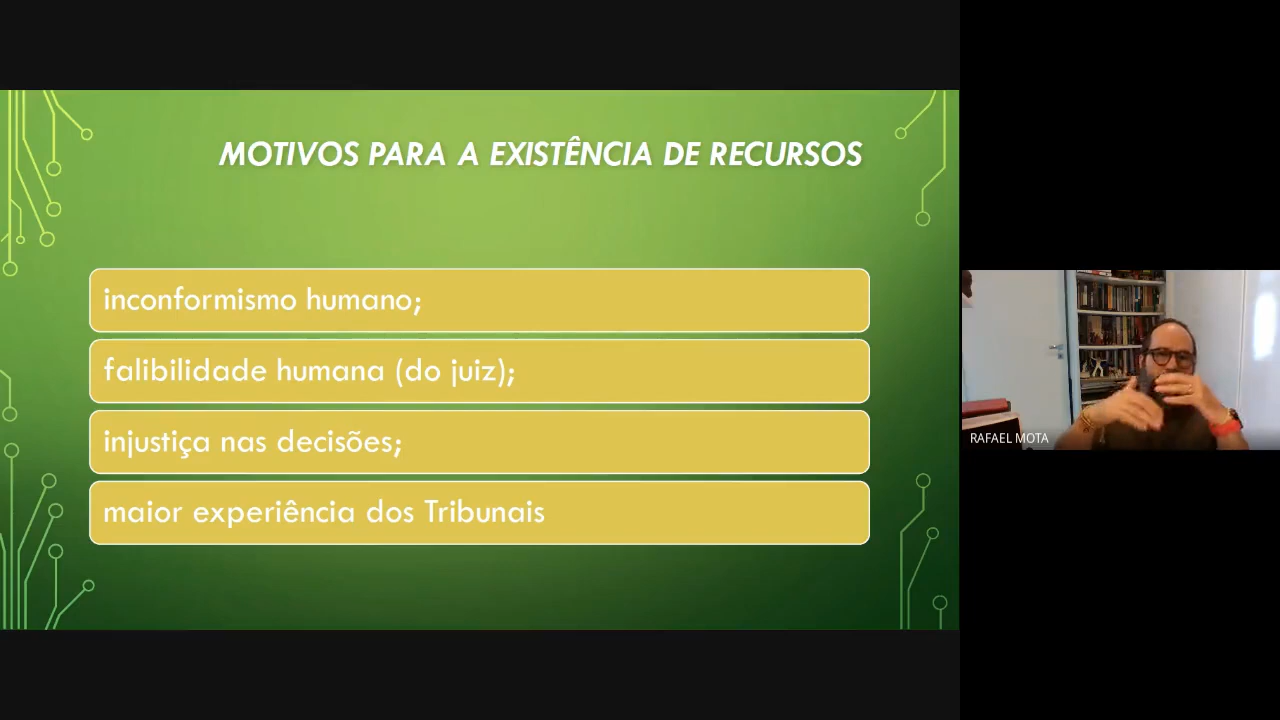 MOTIVOS PARA A EXISTÊNCIA DE RECURSOS
inconformismo humano;
falibilidade humana (do juiz);
injustiça nas decisões;
maior experiência dos Tribunais
RAFAEL MOTA